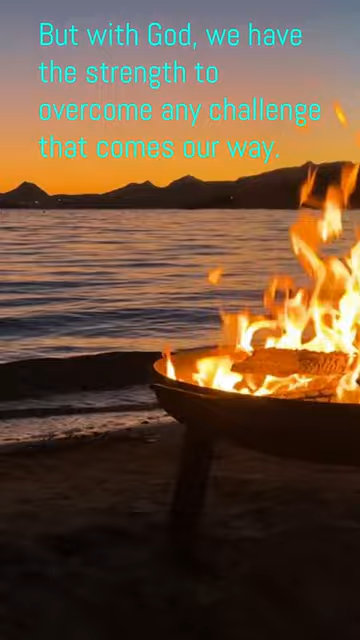 But with God, we have
the strength to
overcome any challenge
that comes our way.